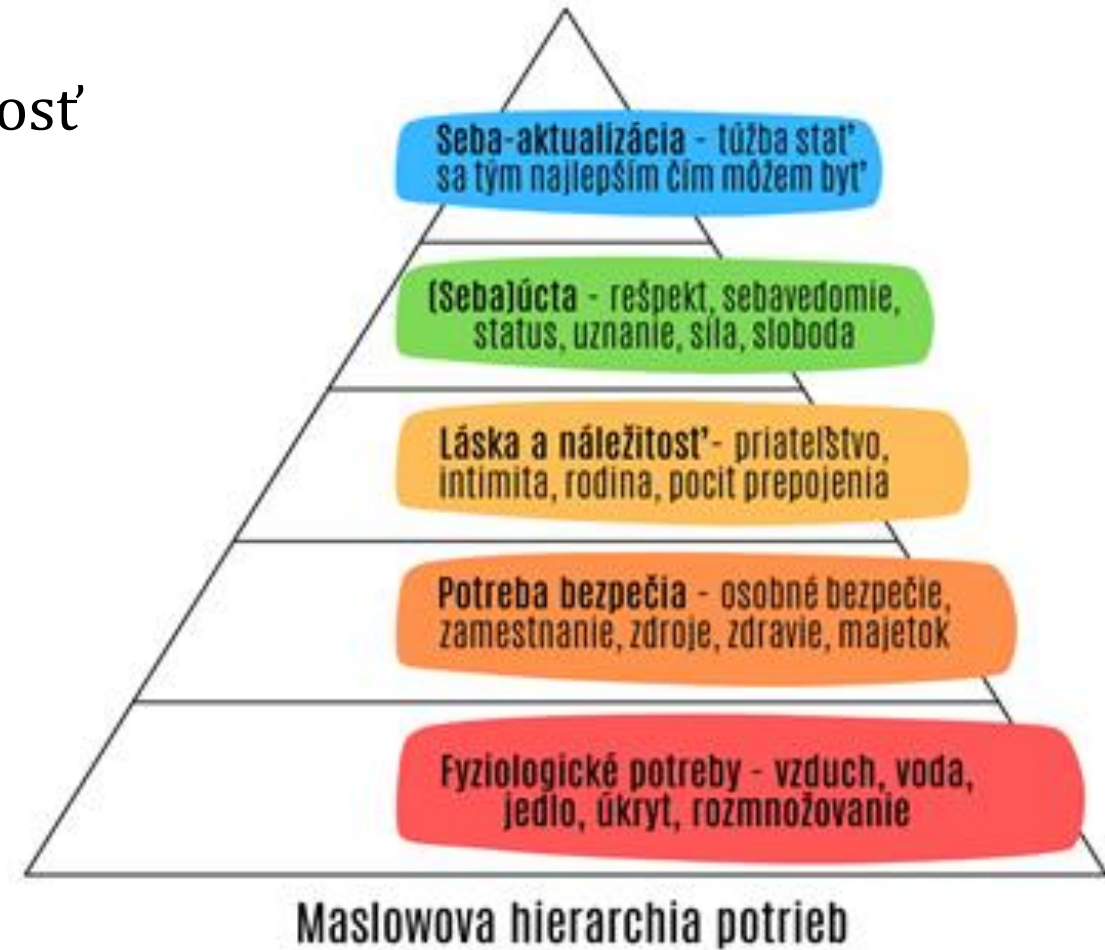 osť
Seba-aktualizácia - túžba stať
sa tým najlepším čím môžem byť
(Seba)úcta - rešpekt, sebavedomie,
status, uznanie, sila, sloboda
Láska a náležitosť - priateľstvo,
intimita, rodina, pocit prepojenia
Potreba bezpečia - osobné bezpečie,
zamestnanie, zdroje, zdravie, majetok
Fyziologické potreby - vzduch, voda,
jedlo, úkryt, rozmnožovanie
Maslowova hierarchia potrieb